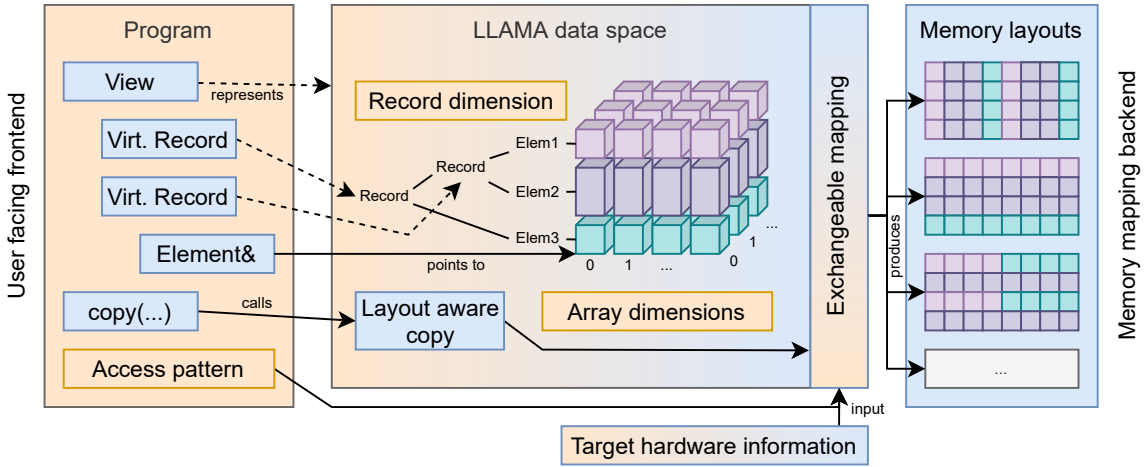 User facing frontend
Program
View
represents
Virt. Record
Virt. Record
Element&
points to
copy(...)
calls
Access pattern
LLAMA data space
Record dimension
Record
Record
Elem1
Elem2
Elem3
0
1
...
0
1
...
Layout aware
copy
Array dimensions
Exchangeable mapping
input
Target hardware information
produces
Memory layouts
...
Memory mapping backend